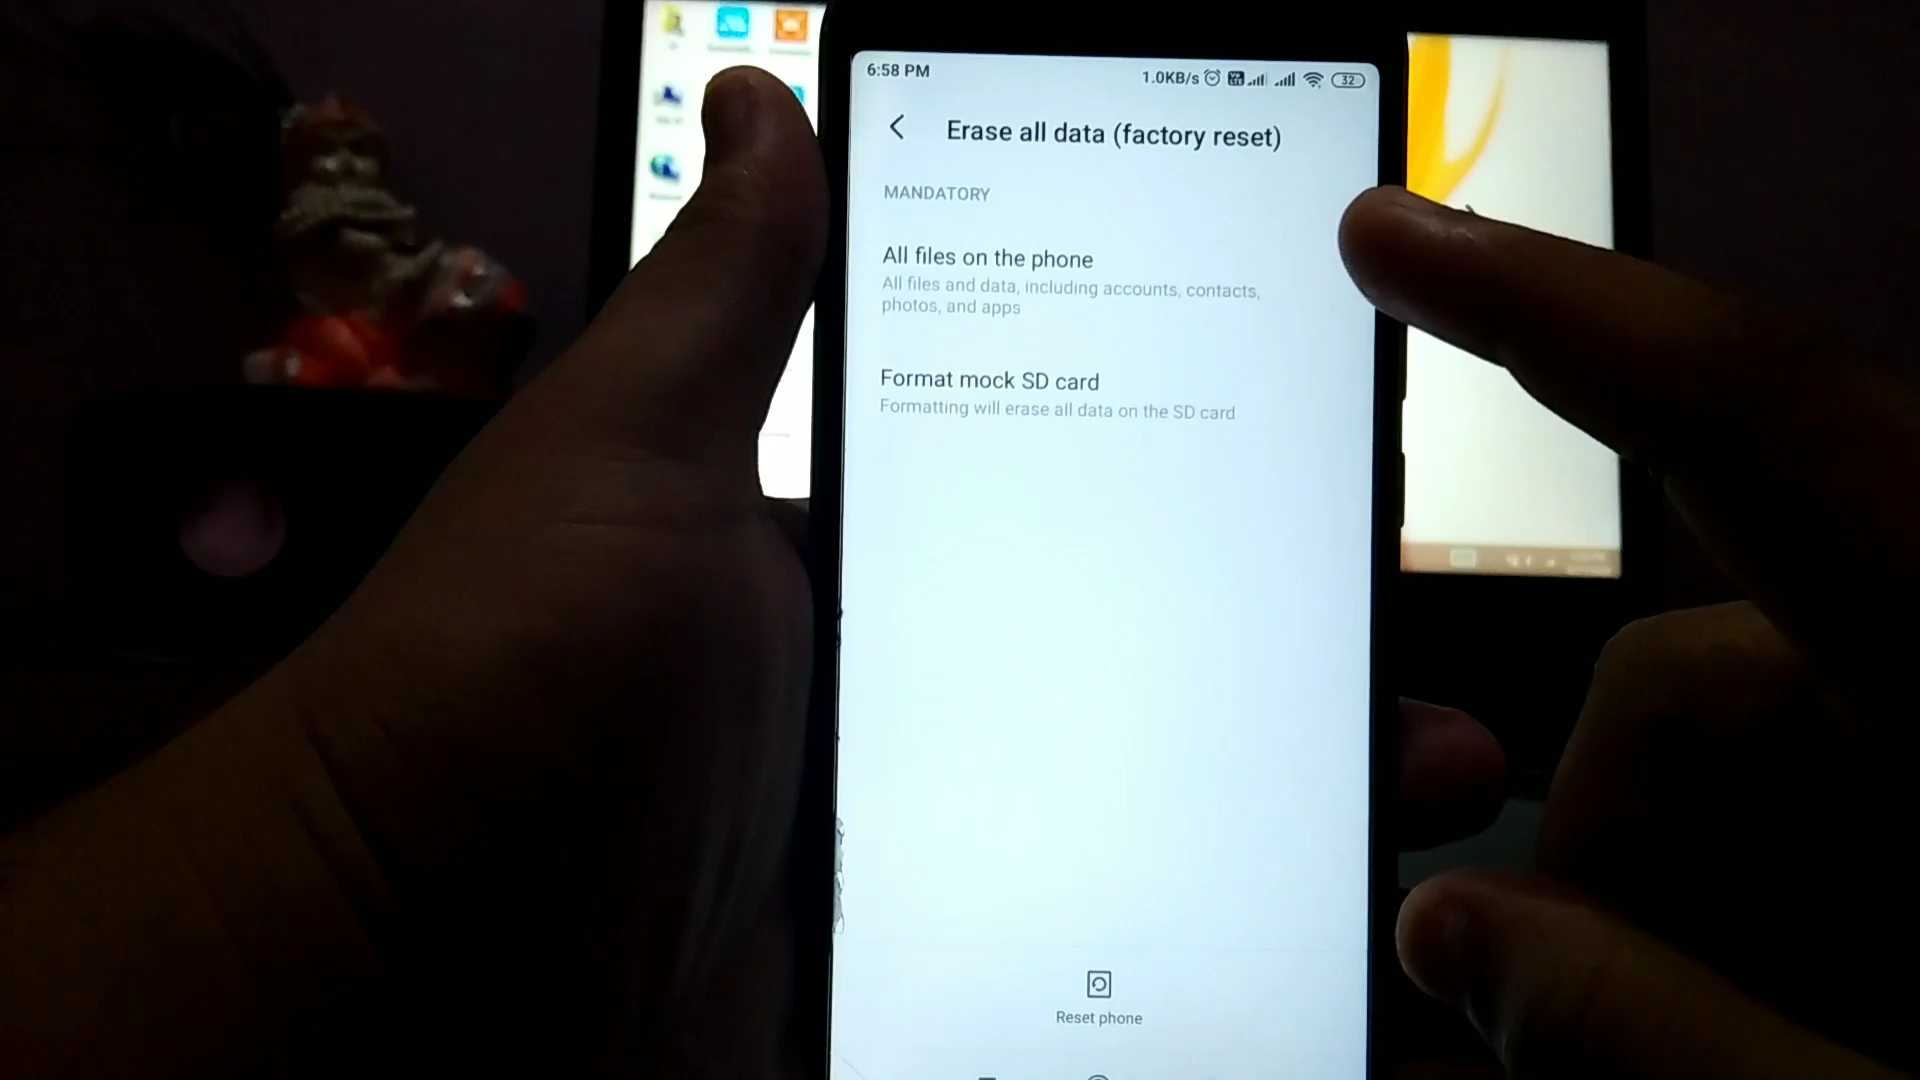 6:58 PM
1.0KB/s
32
Erase all data (factory reset)
MANDATORY
All files on the phone
All files and data, including accounts, contacts,
photos, and apps
Format mock SD card
Formatting will erase all data on the SD card
Reset phone